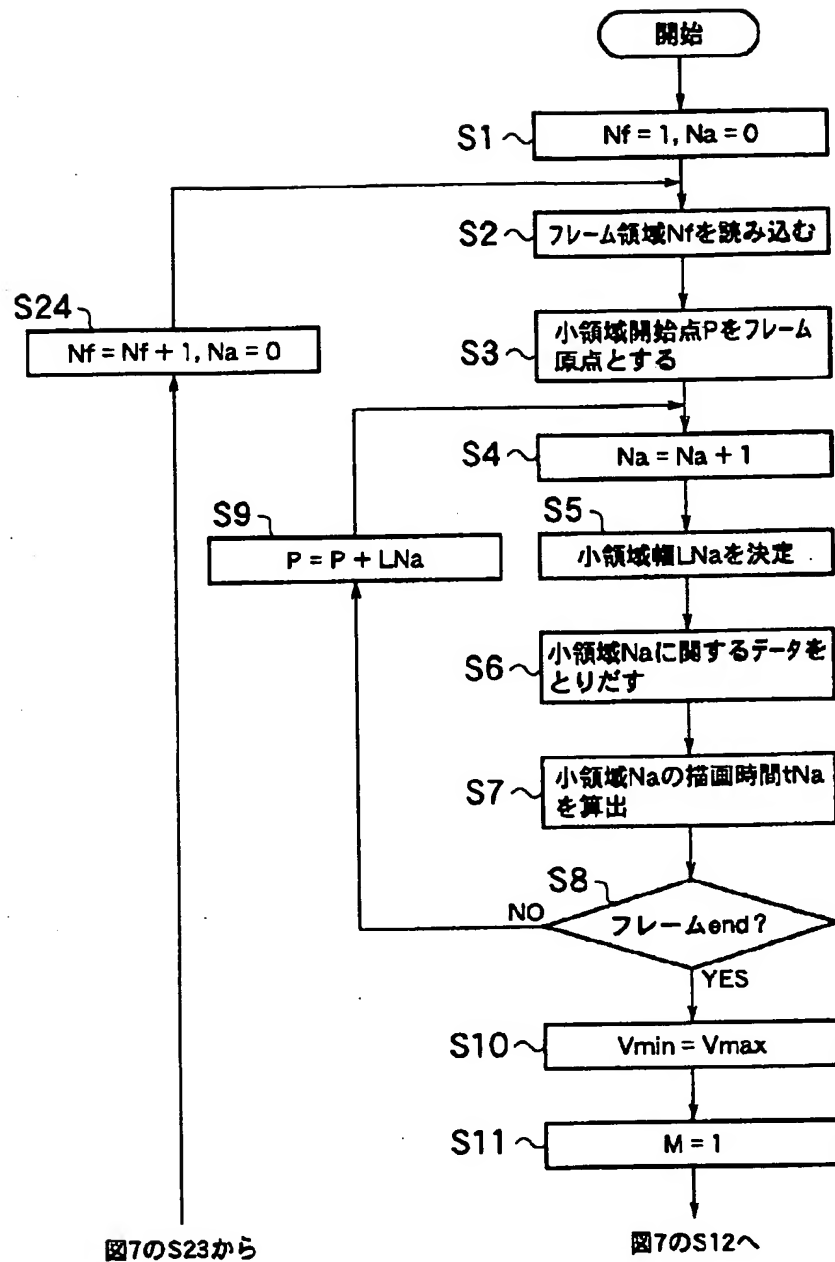 開始
S1
Nf = 1, Na = 0
S2
フレーム領域Nfを読み込む
S24
Nf = Nf + 1, Na = 0
S3
小領域開始点Pをフレーム
原点とする
S4
Na = Na + 1
S9
P = P + LNa
S5
小領域幅LNaを決定
S6
小領域Naに関するデータを
とりだす
S7
小領域Naの描画時間tNa
を算出
S8
NO
フレームend?
YES
S10
Vmin = Vmax
S11
M = 1
図7のS23から
図7のS12へ